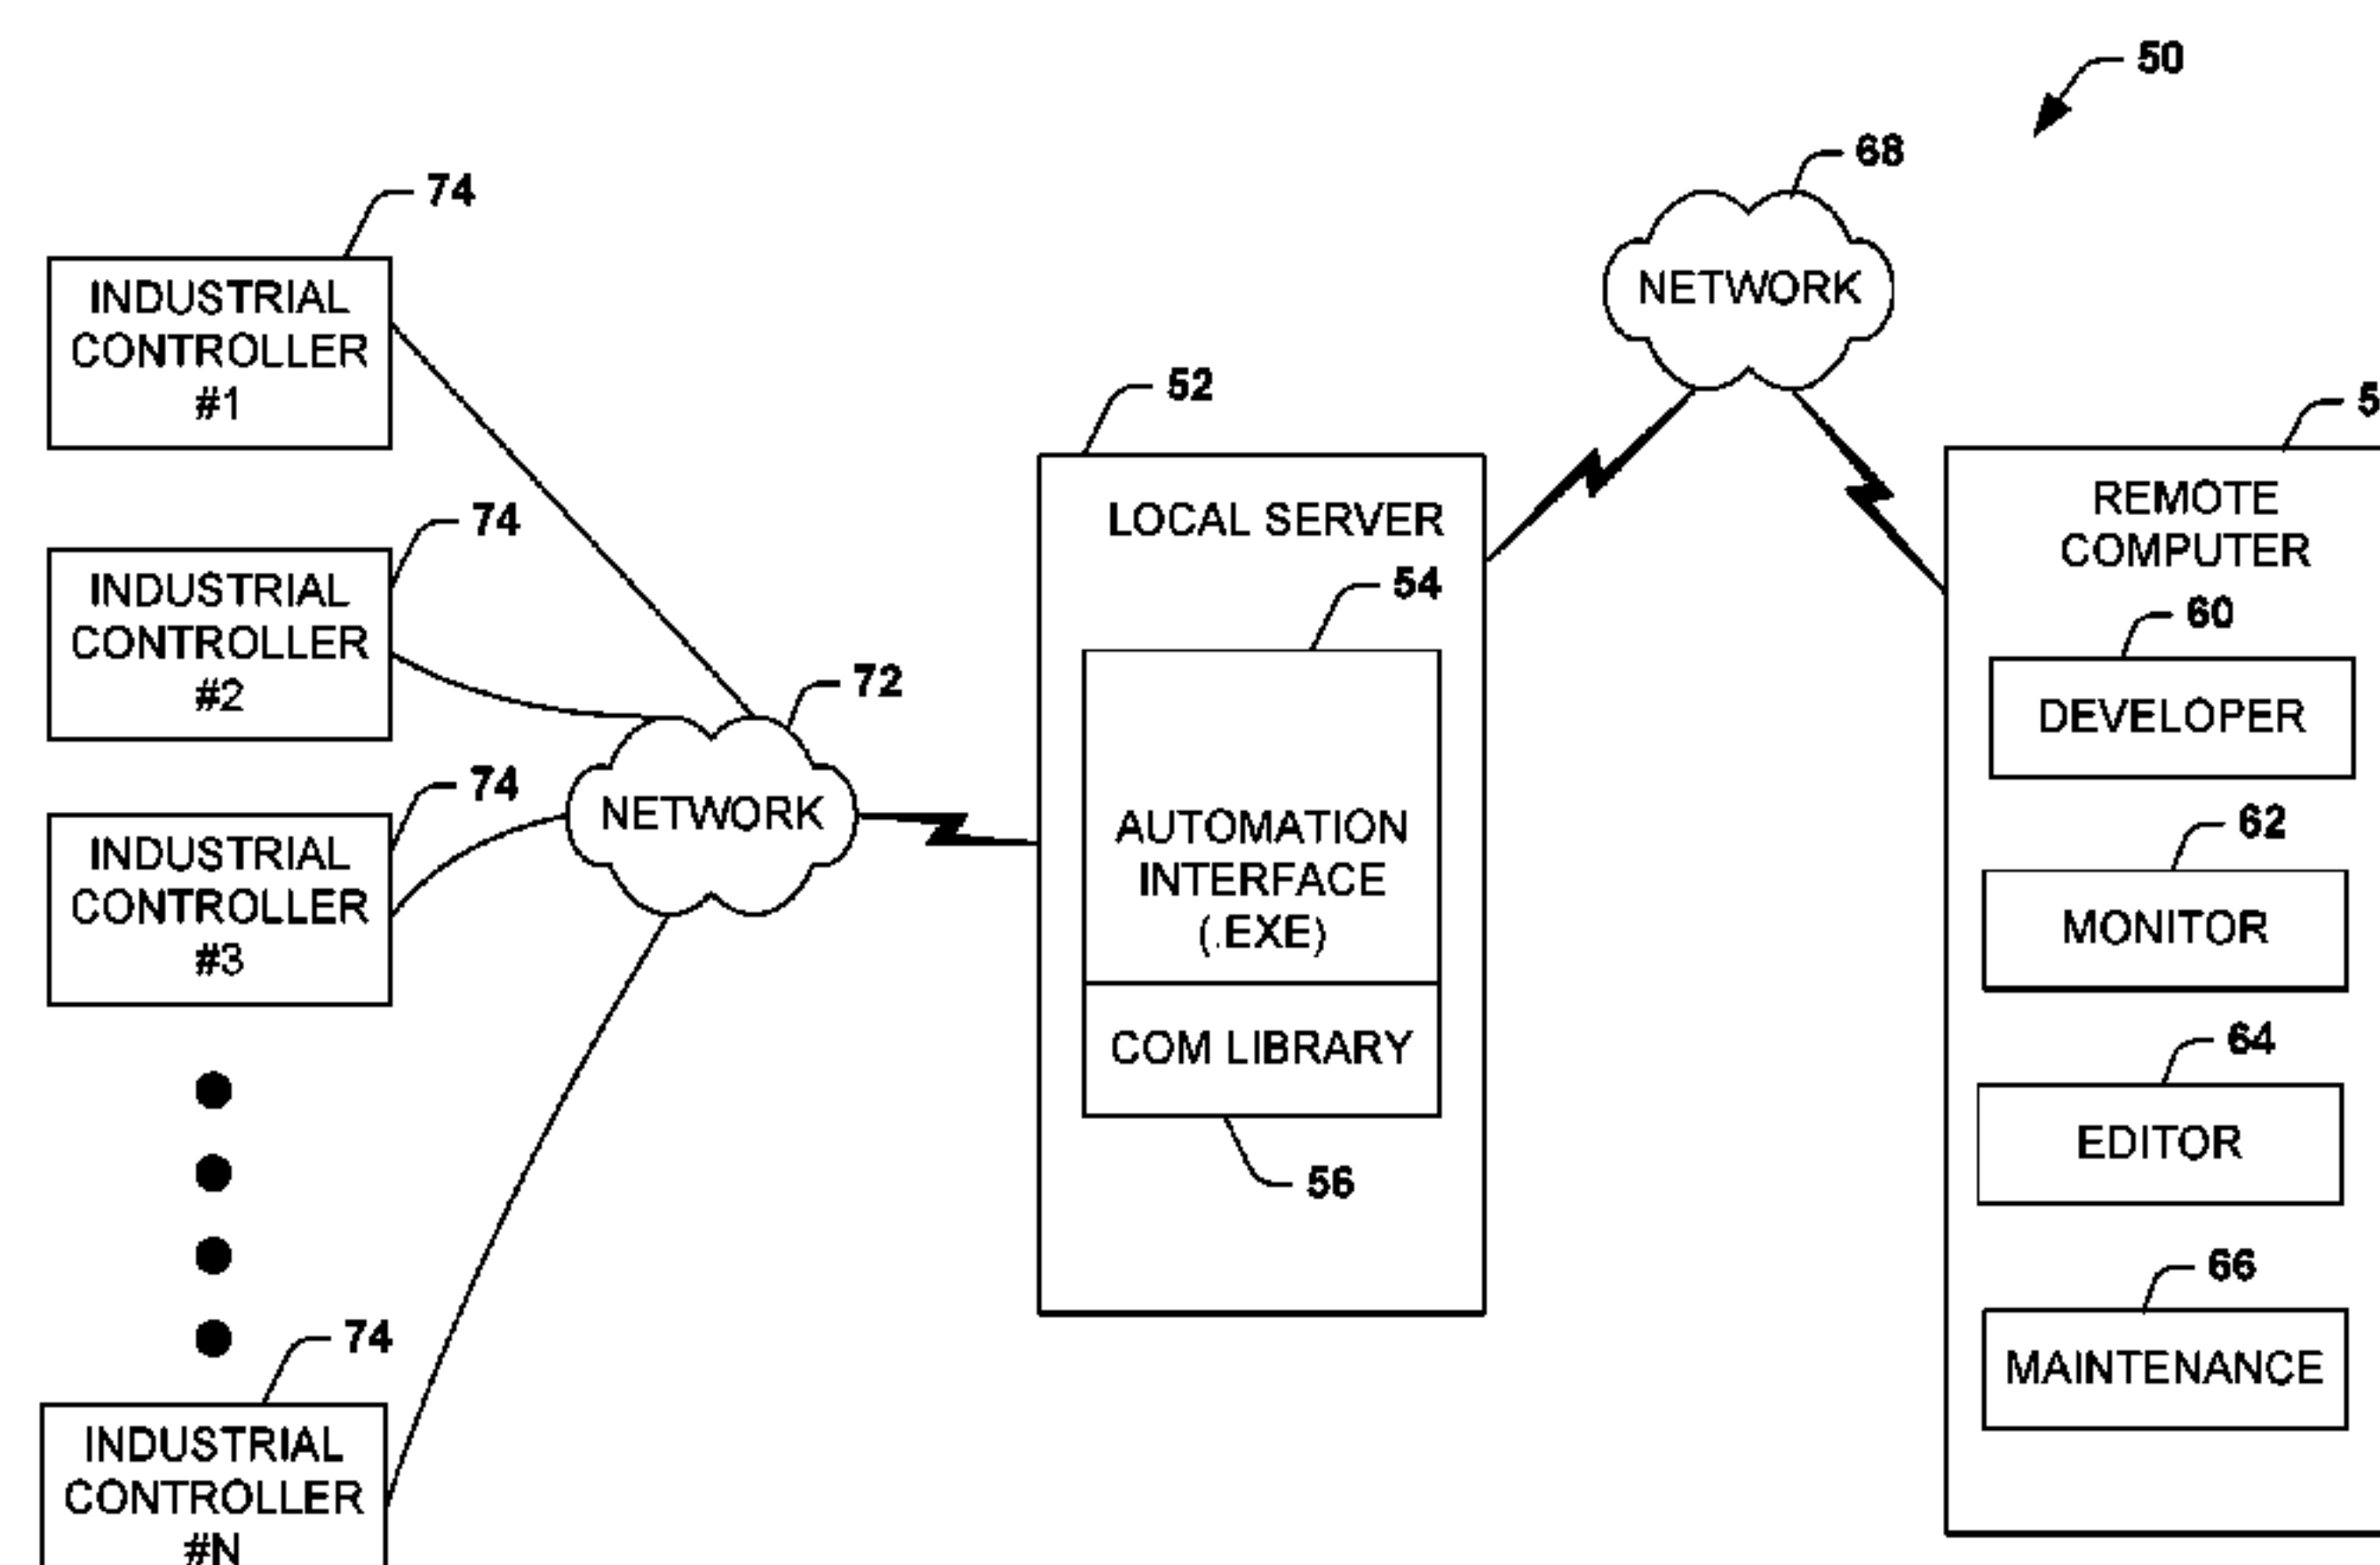 50
68
74
INDUSTRIAL
CONTROLLER
#1
74
INDUSTRIAL
CONTROLLER
#2
74
INDUSTRIAL
CONTROLLER
#3
74
INDUSTRIAL
CONTROLLER
#N
72
NETWORK
52
LOCAL SERVER
54
AUTOMATION
INTERFACE
(.EXE)
COM LIBRARY
56
NETWORK
REMOTE
COMPUTER
60
DEVELOPER
62
MONITOR
64
EDITOR
66
MAINTENANCE